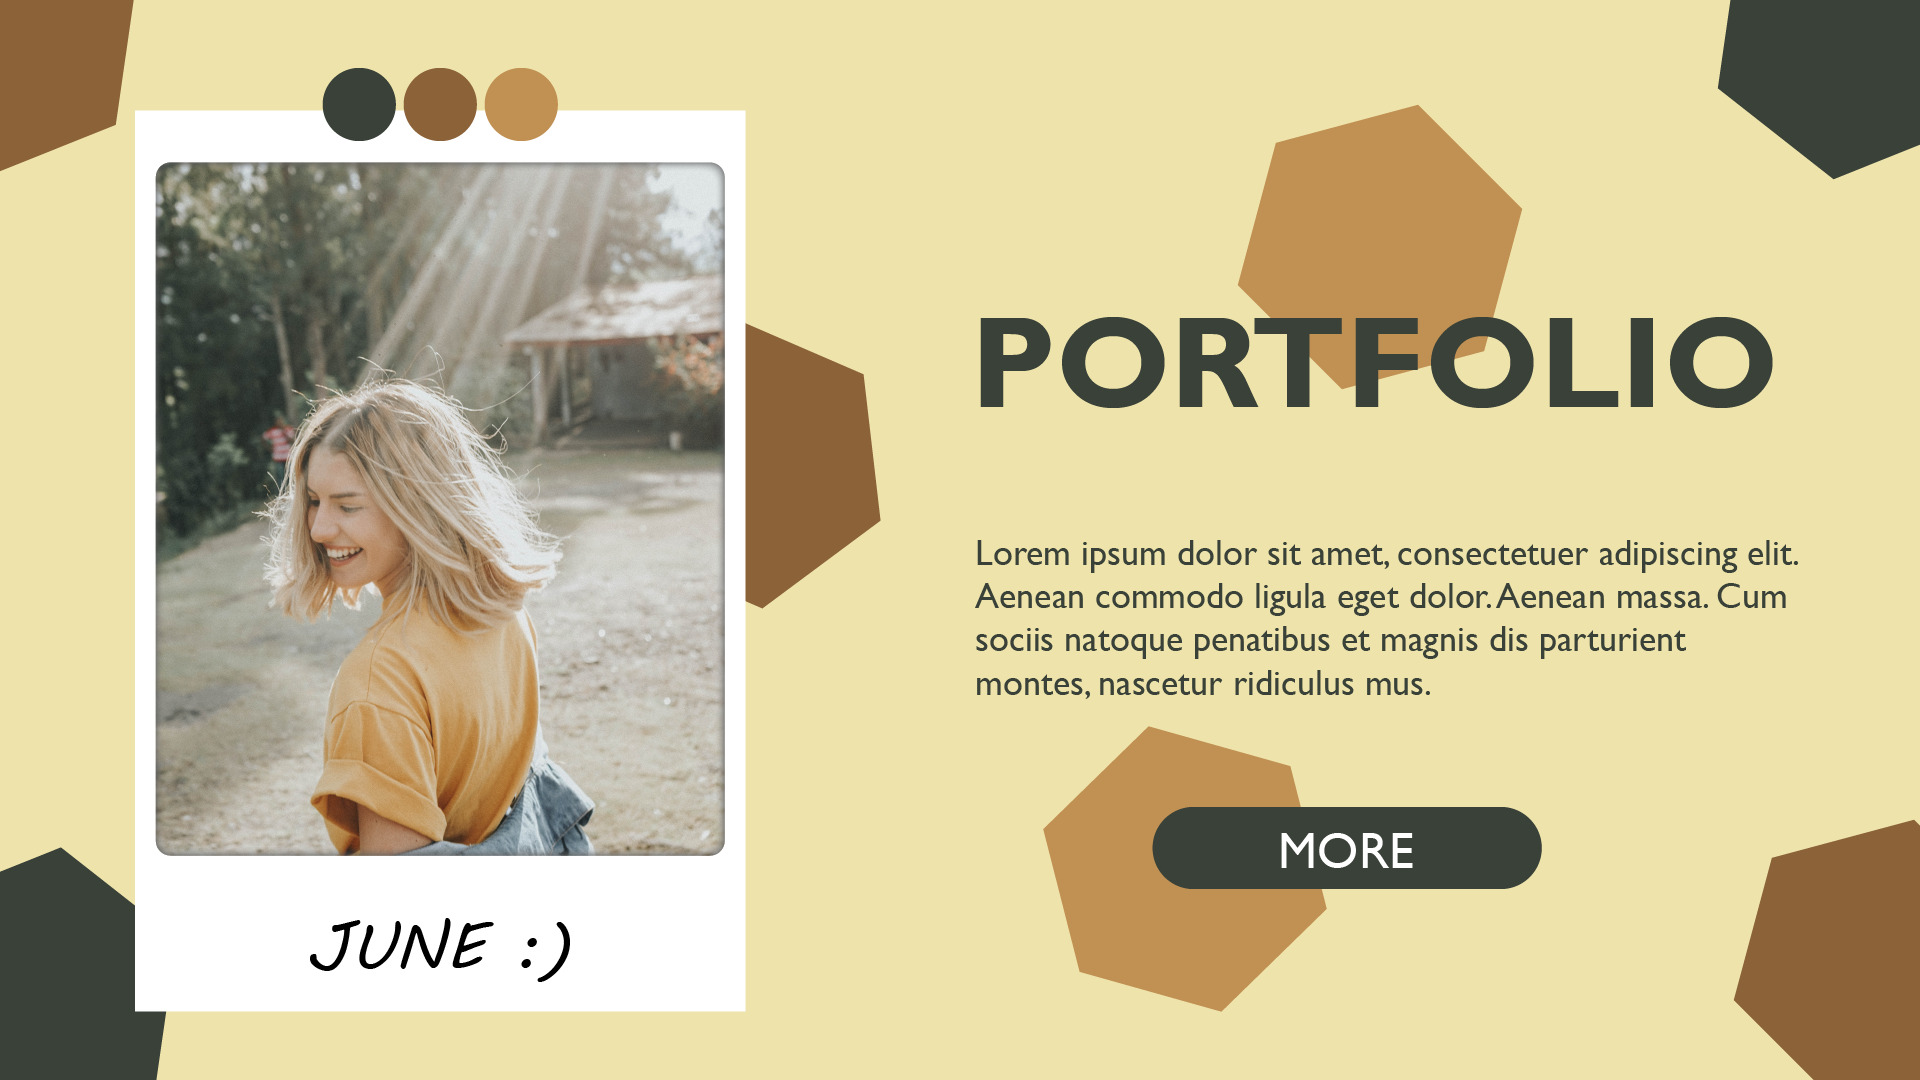 PORTFOLIO
Lorem ipsum dolor sit amet, consectetuer adipiscing elit.
Aenean commodo ligula eget dolor. Aenean massa. Cum
sociis natoque penatibus et magnis dis parturient
montes, nascetur ridiculus mus.
MORE
JUNE :)